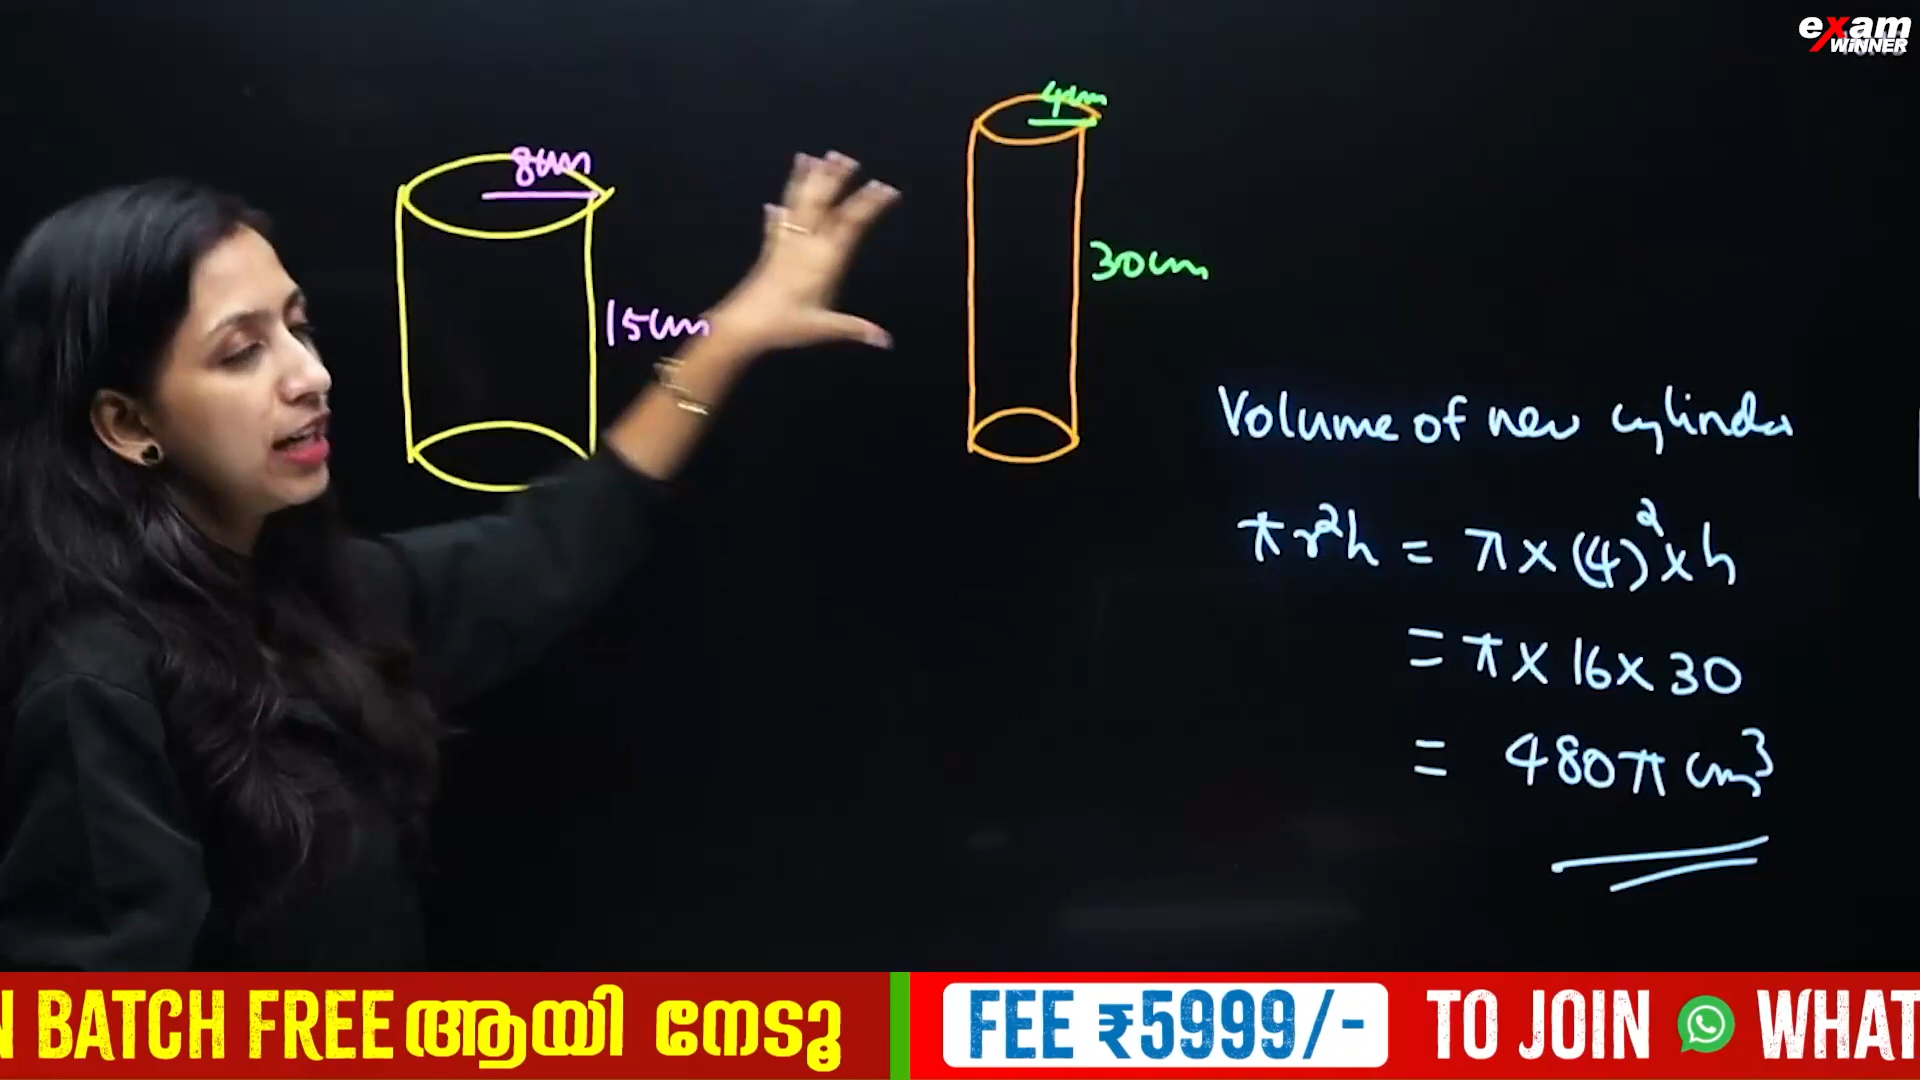 exam
WINNER
4cm
8cm
30cm
15cm
Volume of new cylinder
πr²h = π×(4)²×h
= π×16×30
= 480π cm³
N BATCH FREE ആയി നേടൂ
FEE ₹5999/-
TO JOIN
WHAT